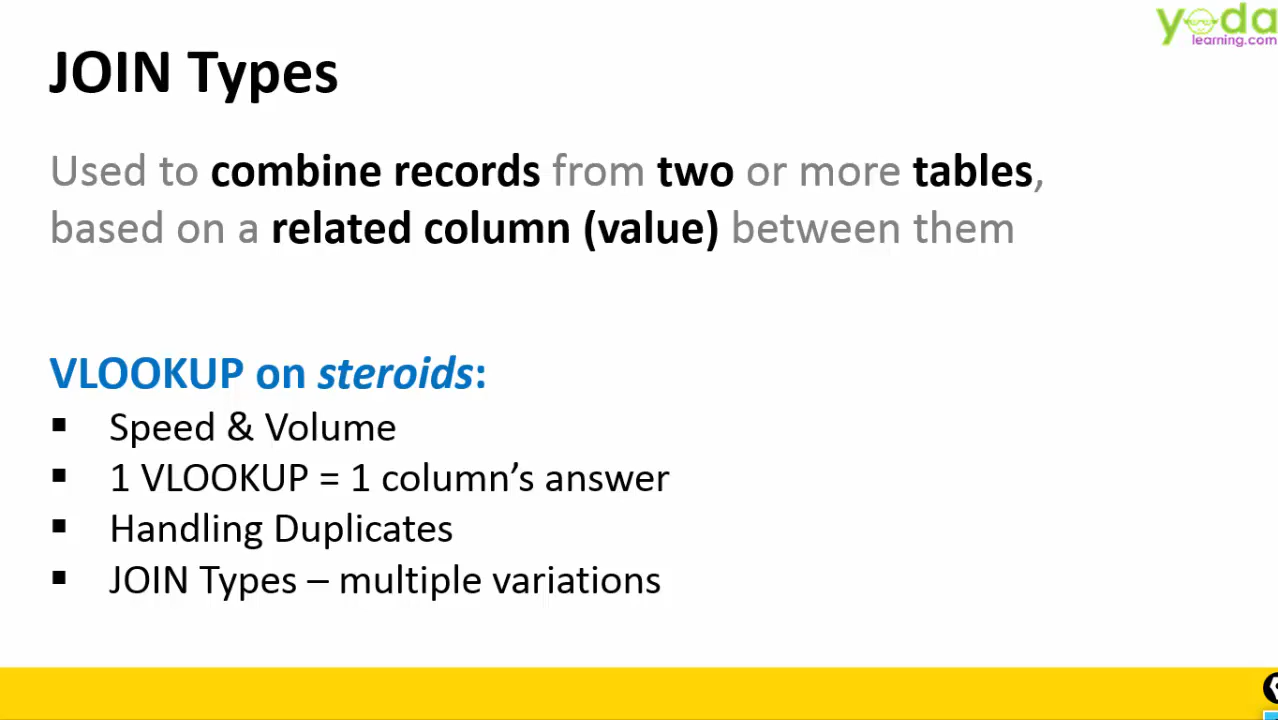 yoda
learning.com
JOIN Types
Used to combine records from two or more tables,
based on a related column (value) between them
VLOOKUP on steroids:
▪ Speed & Volume
▪ 1 VLOOKUP = 1 column’s answer
▪ Handling Duplicates
▪ JOIN Types – multiple variations